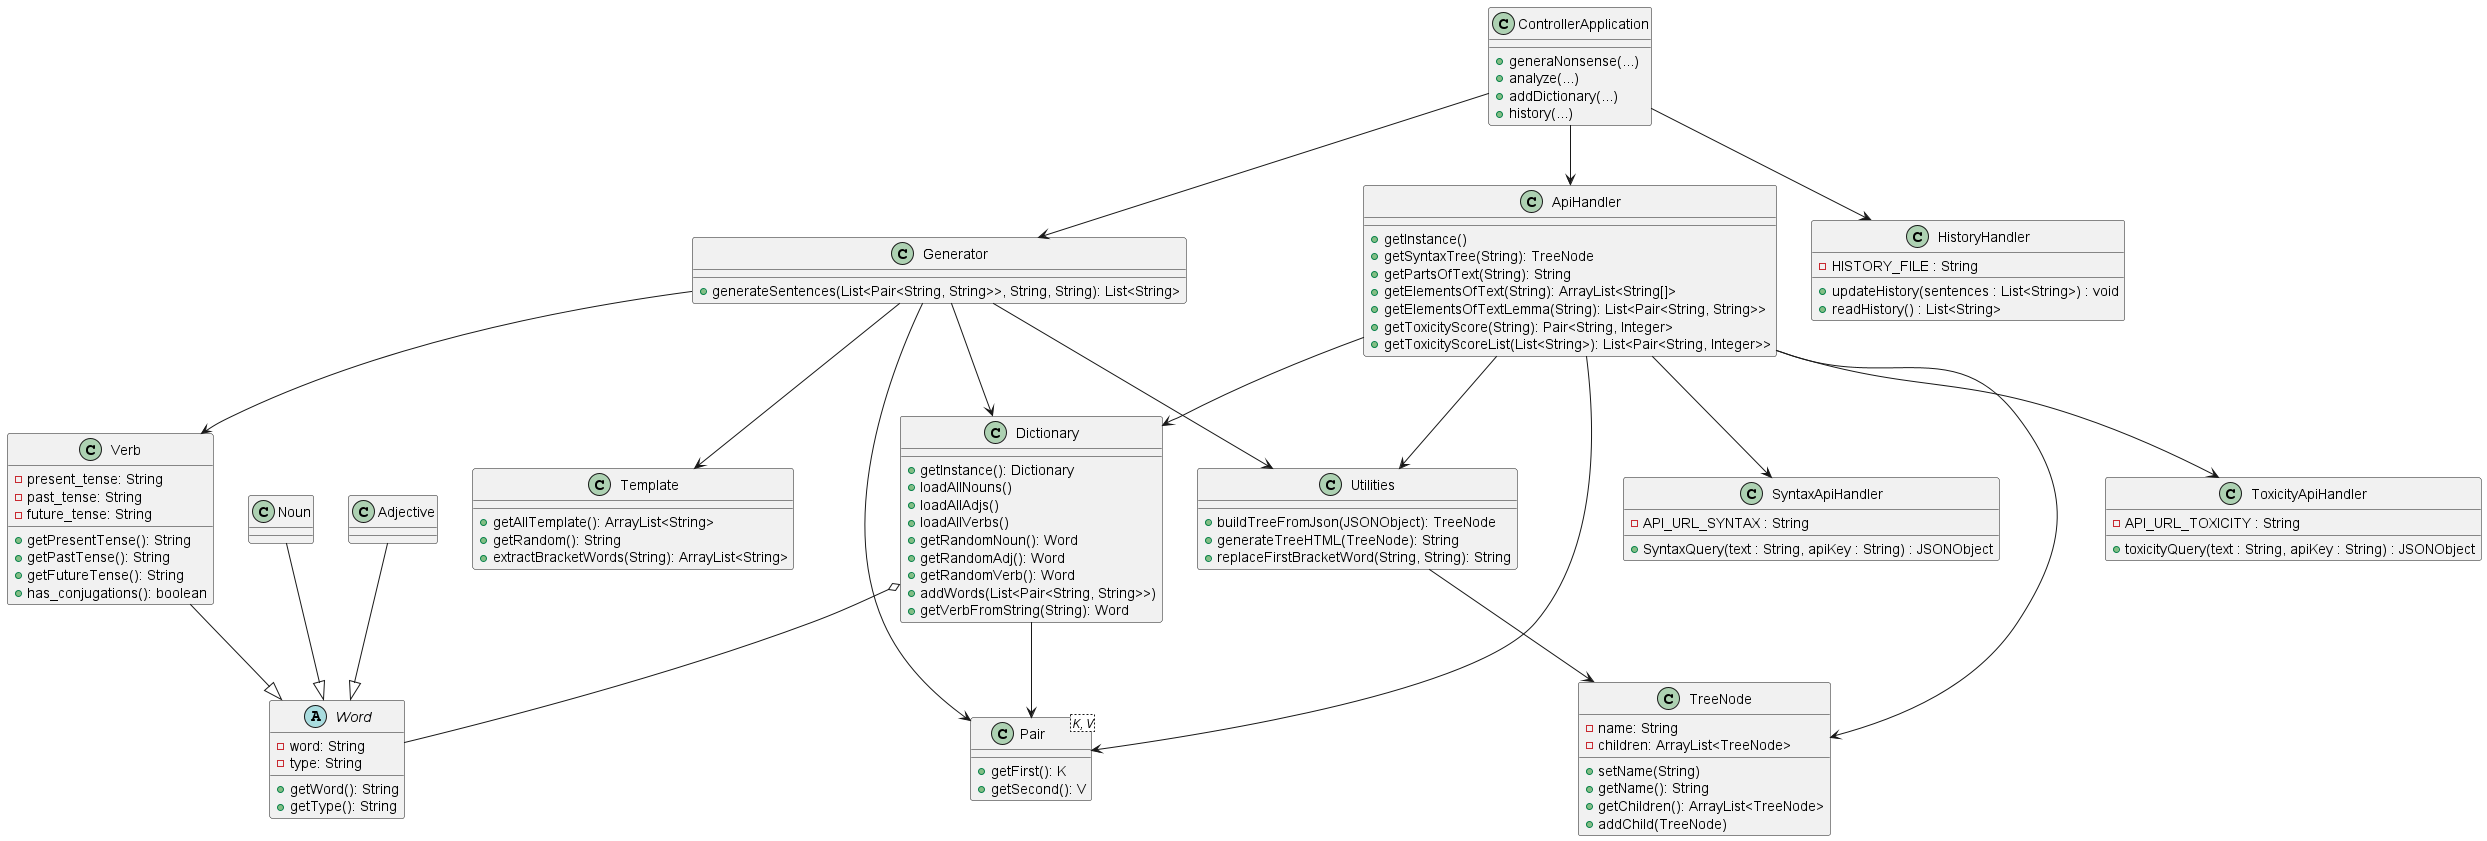 C ControllerApplication
generaNonsense(...)
analyze(...)
addDictionary(...)
history(...)
C Generator
generateSentences(List<Pair<String, String>>, String, String): List<String>
C ApiHandler
getInstance()
getSyntaxTree(String): TreeNode
getPartsOfText(String): String
getElementsOfText(String): ArrayList<String[]>
getElementsOfTextLemma(String): List<Pair<String, String>>
getToxicityScore(String): Pair<String, Integer>
getToxicityScoreList(List<String>): List<Pair<String, Integer>>
C HistoryHandler
HISTORY_FILE : String
updateHistory(sentences : List<String>) : void
readHistory() : List<String>
C Verb
present_tense: String
past_tense: String
future_tense: String
getPresentTense(): String
getPastTense(): String
getFutureTense(): String
has_conjugations(): boolean
C Noun
C Adjective
C Template
getAllTemplate(): ArrayList<String>
getRandom(): String
extractBracketWords(String): ArrayList<String>
C Dictionary
getInstance(): Dictionary
loadAllNouns()
loadAllAdjs()
loadAllVerbs()
getRandomNoun(): Word
getRandomAdj(): Word
getRandomVerb(): Word
addWords(List<Pair<String, String>>)
getVerbFromString(String): Word
C Utilities
buildTreeFromJson(JSONObject): TreeNode
generateTreeHTML(TreeNode): String
replaceFirstBracketWord(String, String): String
C SyntaxApiHandler
API_URL_SYNTAX : String
SyntaxQuery(text : String, apiKey : String) : JSONObject
C ToxicityApiHandler
API_URL_TOXICITY : String
toxicityQuery(text : String, apiKey : String) : JSONObject
A Word
word: String
type: String
getWord(): String
getType(): String
C Pair
K, V
getFirst(): K
getSecond(): V
C TreeNode
name: String
children: ArrayList<TreeNode>
setName(String)
getName(): String
getChildren(): ArrayList<TreeNode>
addChild(TreeNode)